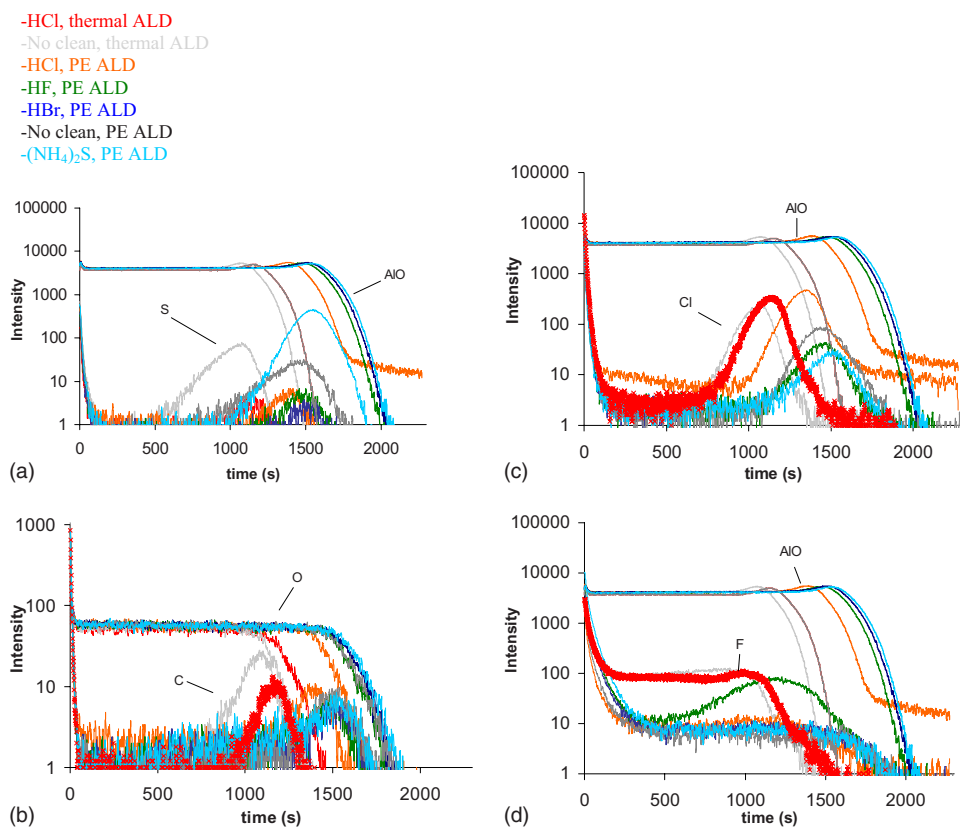 -HCl, thermal ALD
-No clean, thermal ALD
-HCl, PE ALD
-HF, PE ALD
-HBr, PE ALD
-No clean, PE ALD
-(NH₄)₂S, PE ALD
100000
10000
1000
100
10
1
Intensity
S
AlO
0 500 1000 1500 2000
time (s)
(a)
1000
100
10
1
Intensity
O
C
0 500 1000 1500 2000
time (s)
(b)
100000
10000
1000
100
10
1
Intensity
AlO
Cl
0 500 1000 1500 2000
time (s)
(c)
100000
10000
1000
100
10
1
Intensity
AlO
F
0 500 1000 1500 2000
time (s)
(d)